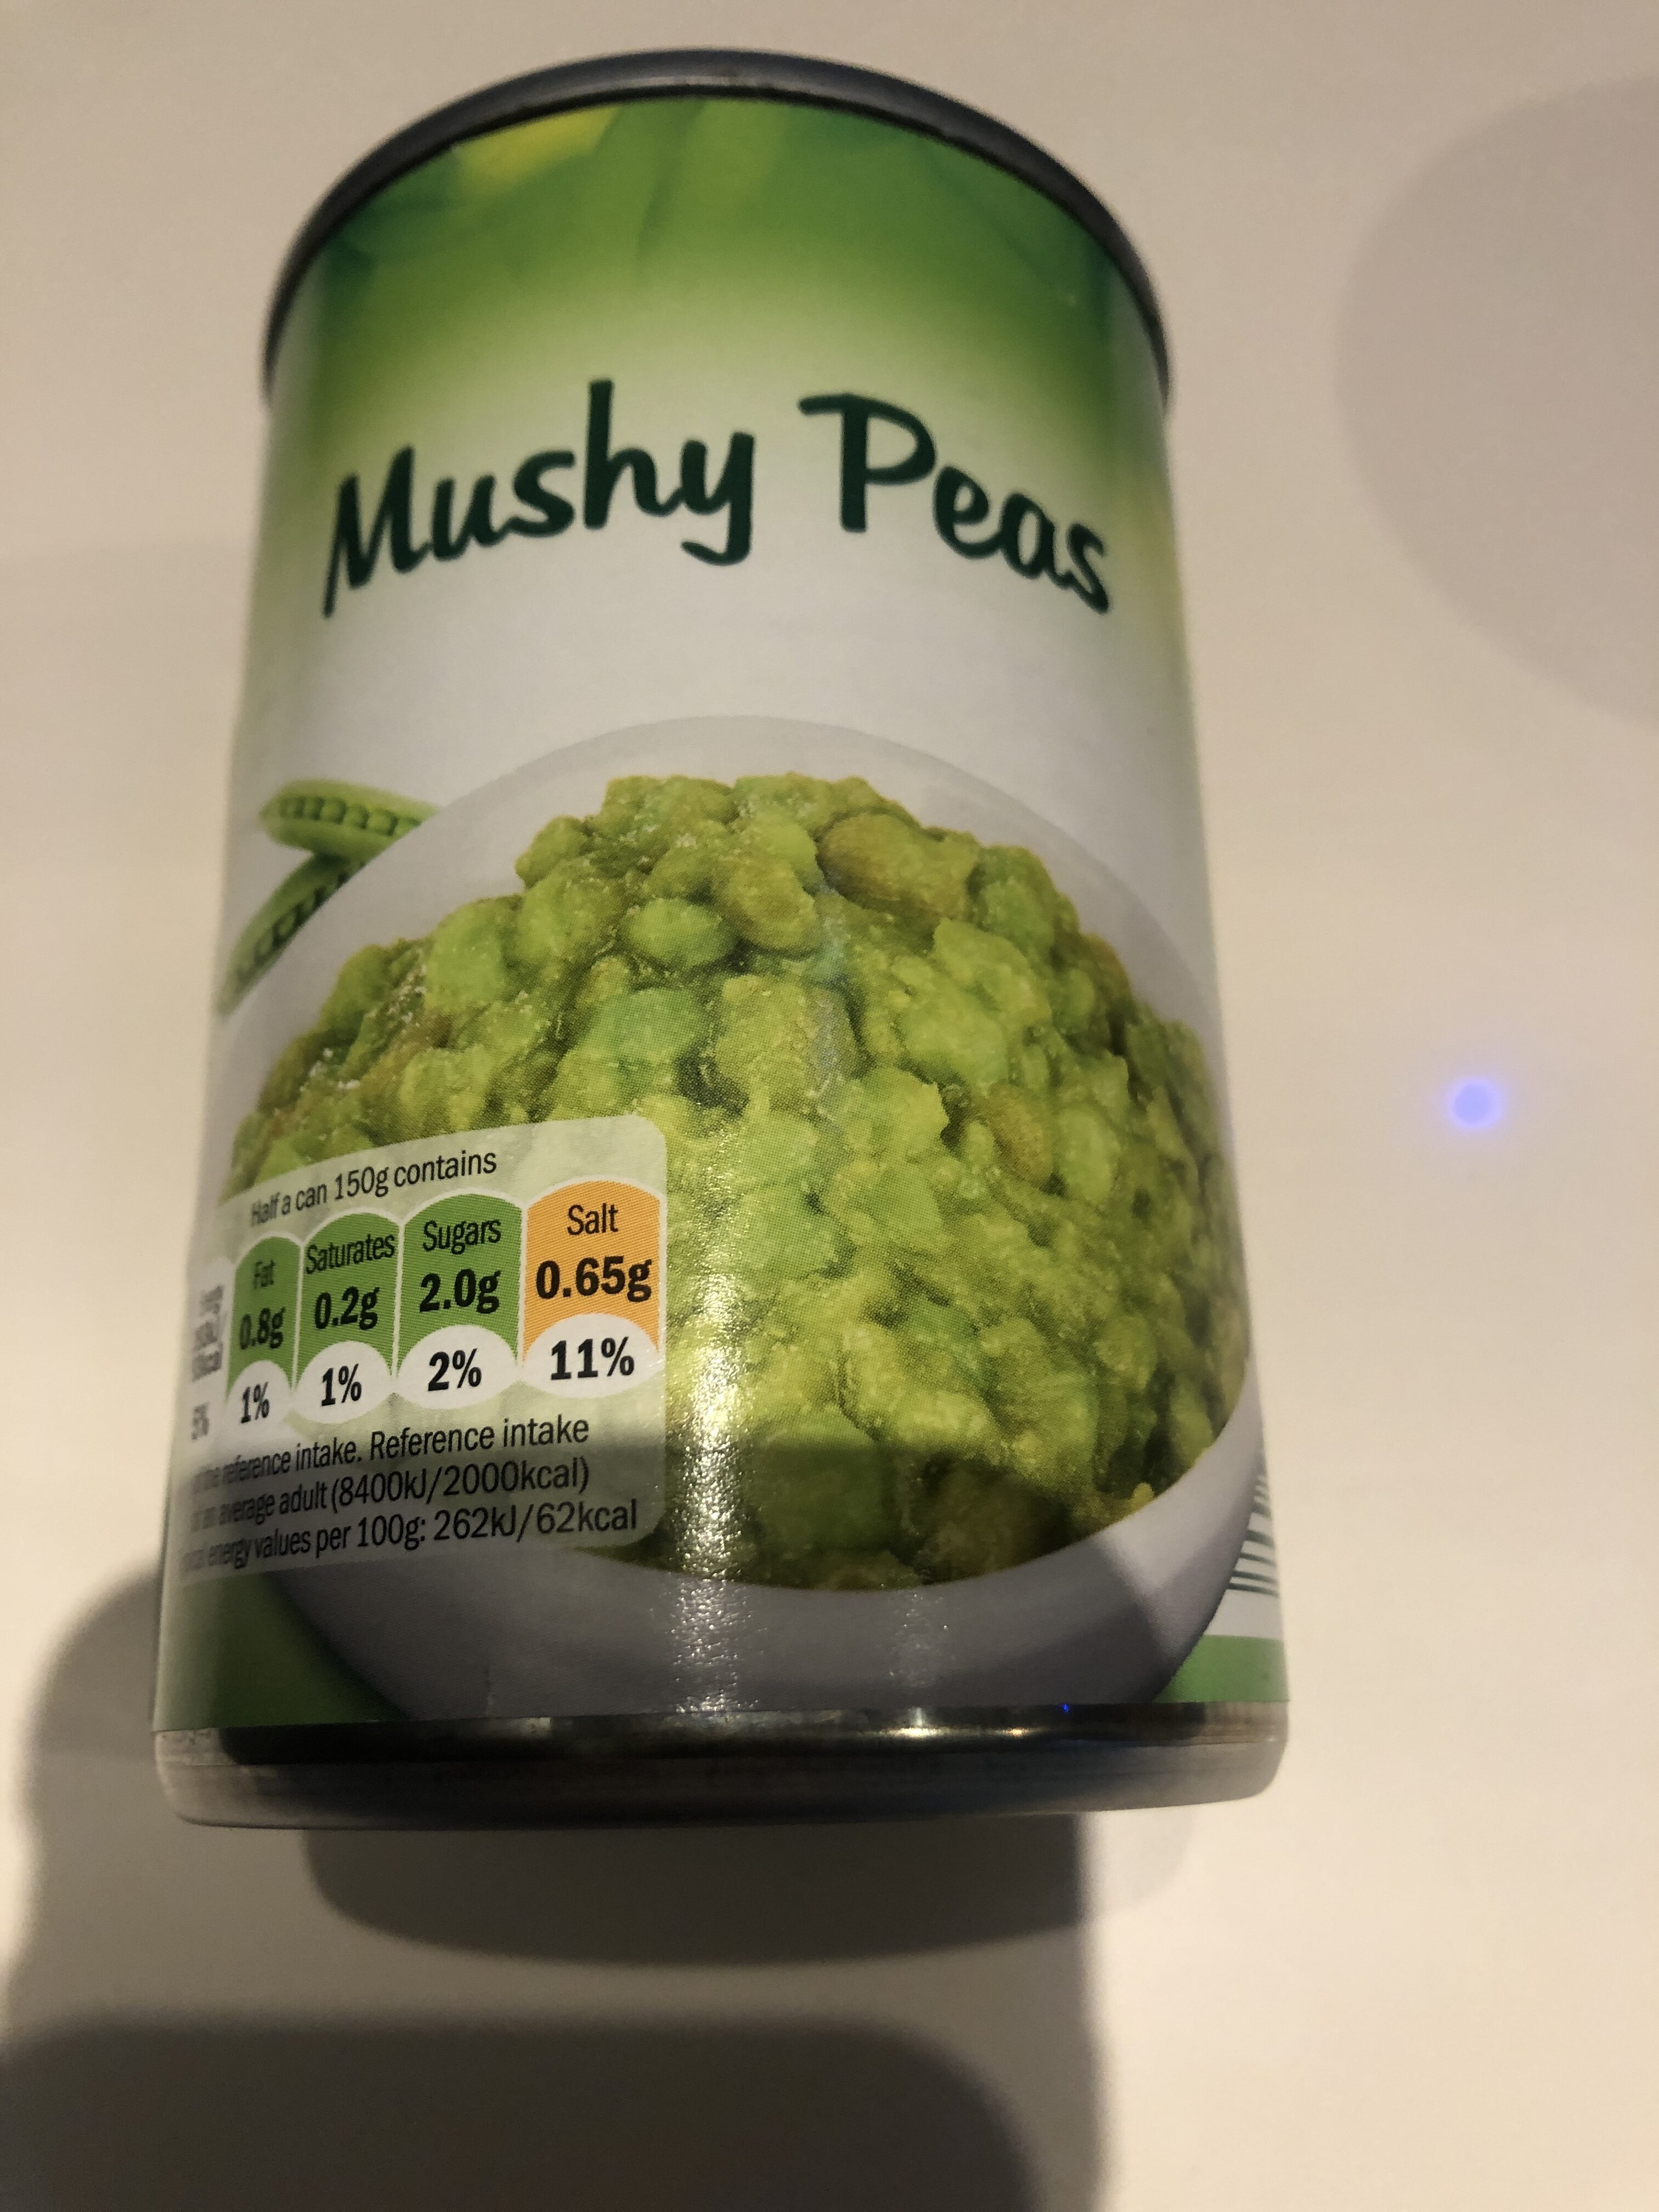 Mushy Peas
Half a can 150g contains
Fat Saturates Sugars Salt
0.8g 0.2g 2.0g 0.65g
1% 1% 2% 11%
reference intake. Reference intake
average adult (8400kJ/2000kcal)
energy values per 100g: 262kJ/62kcal